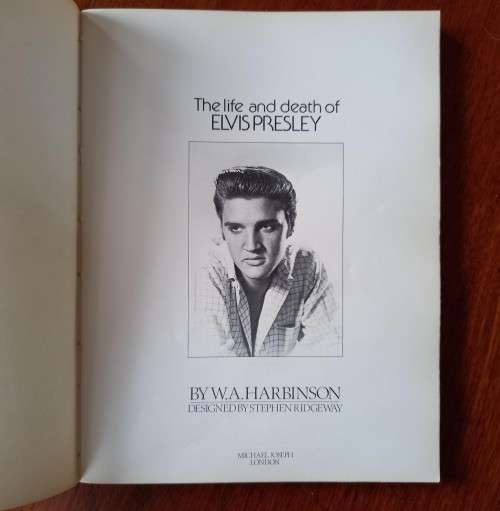 The life and death of
ELVIS PRESLEY
BY W.A. HARBINSON
DESIGNED BY STEPHEN RIDGEWAY
MICHAEL JOSEPH
LONDON